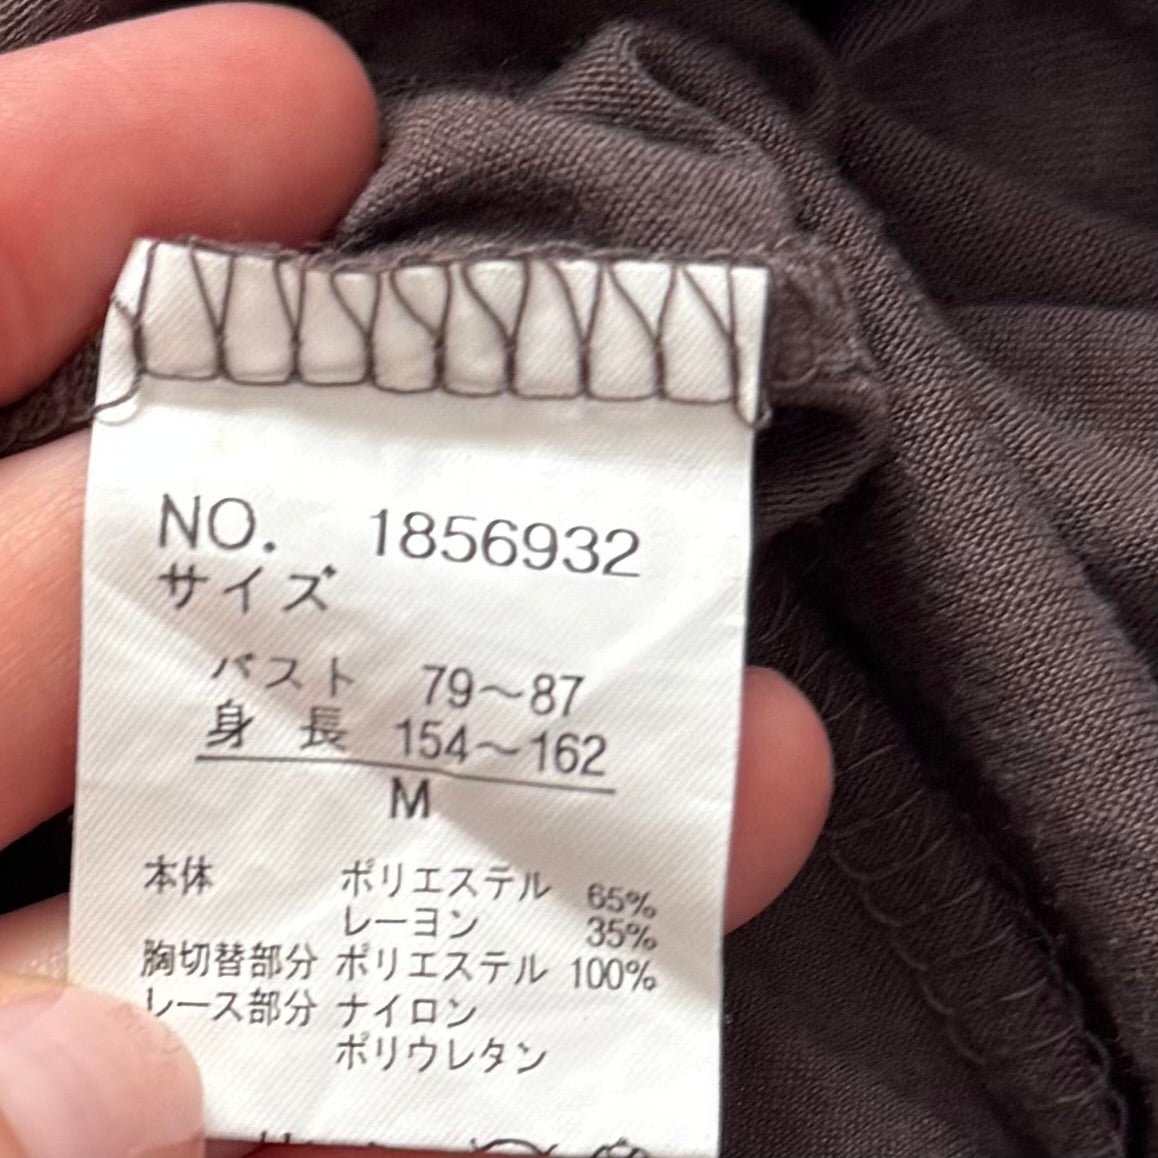 NO. 1856932
サイズ
バスト 79～87
身長 154～162
M
本体 ポリエステル 65%
レーヨン 35%
胸切替部分 ポリエステル 100%
レース部分 ナイロン
ポリウレタン